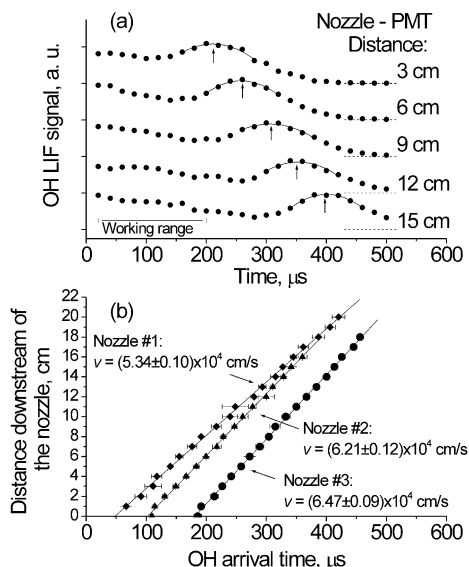 (a)
Nozzle - PMT
Distance:
3 cm
6 cm
9 cm
12 cm
15 cm
OH LIF signal, a. u.
Working range
0 100 200 300 400 500 600
Time, μs
(b)
22
20
18
16
14
12
10
8
6
4
2
0
Distance downstream of
the nozzle, cm
Nozzle #1:
v = (5.34±0.10)x10⁴ cm/s
Nozzle #2:
v = (6.21±0.12)x10⁴cm/s
Nozzle #3:
v = (6.47±0.09)x10⁴ cm/s
0 100 200 300 400 500 600
OH arrival time, μs